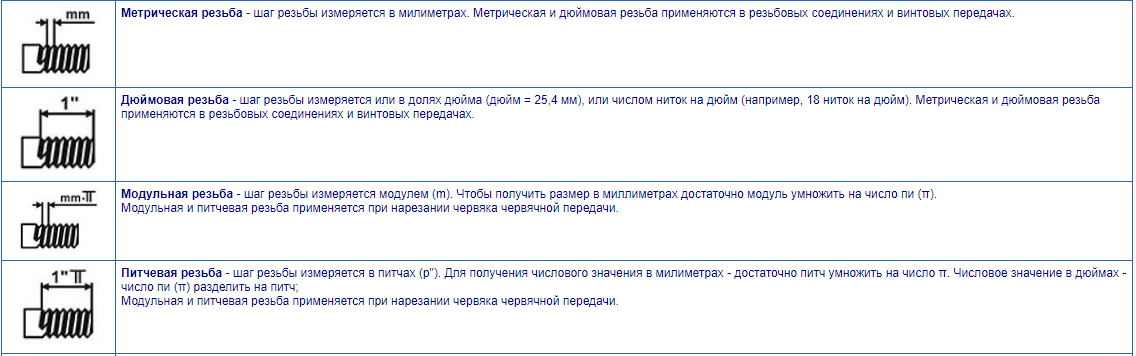 mm
Метрическая резьба - шаг резьбы измеряется в милиметрах. Метрическая и дюймовая резьба применяются в резьбовых соединениях и винтовых передачах.
1"
Дюймовая резьба - шаг резьбы измеряется или в долях дюйма (дюйм = 25,4 мм), или числом ниток на дюйм (например, 18 ниток на дюйм). Метрическая и дюймовая резьба
применяются в резьбовых соединениях и винтовых передачах.
mm·π
Модульная резьба - шаг резьбы измеряется модулем (m). Чтобы получить размер в миллиметрах достаточно модуль умножить на число пи (π).
Модульная и питчевая резьба применяется при нарезании червяка червячной передачи.
1" π
Питчевая резьба - шаг резьбы измеряется в питчах (p"). Для получения числового значения в милиметрах - достаточно питч умножить на число π. Числовое значение в дюймах -
число пи (π) разделить на питч;
Модульная и питчевая резьба применяется при нарезании червяка червячной передачи.